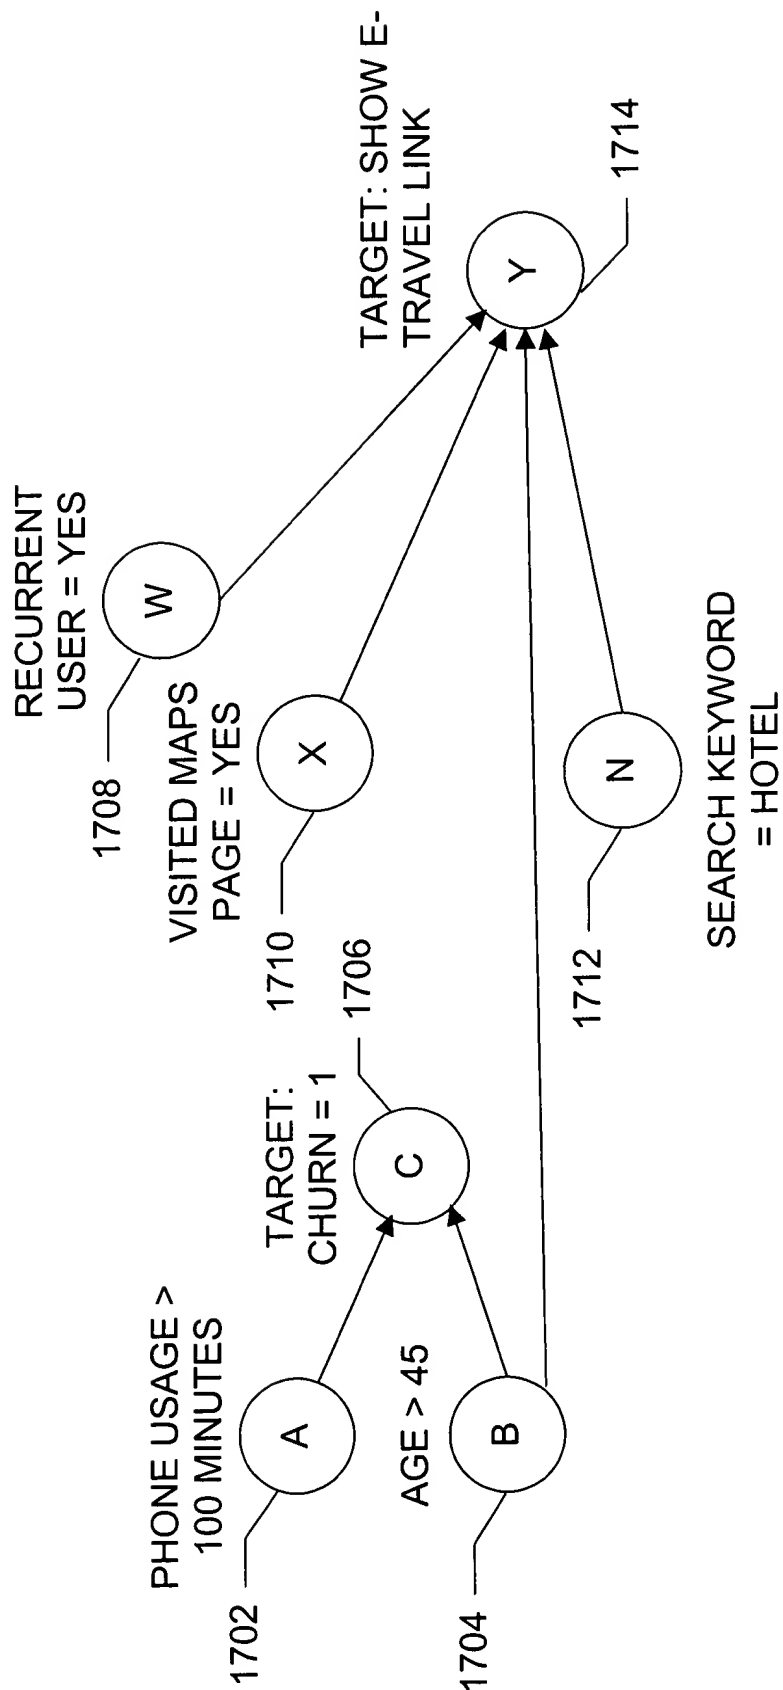 RECURRENT
USER = YES
1708
W
VISITED MAPS
PAGE = YES
1710
X
TARGET: SHOW E-
TRAVEL LINK
Y
1714
PHONE USAGE >
100 MINUTES
1702
A
TARGET:
CHURN = 1
1706
C
AGE > 45
1704
B
1712
N
SEARCH KEYWORD
= HOTEL